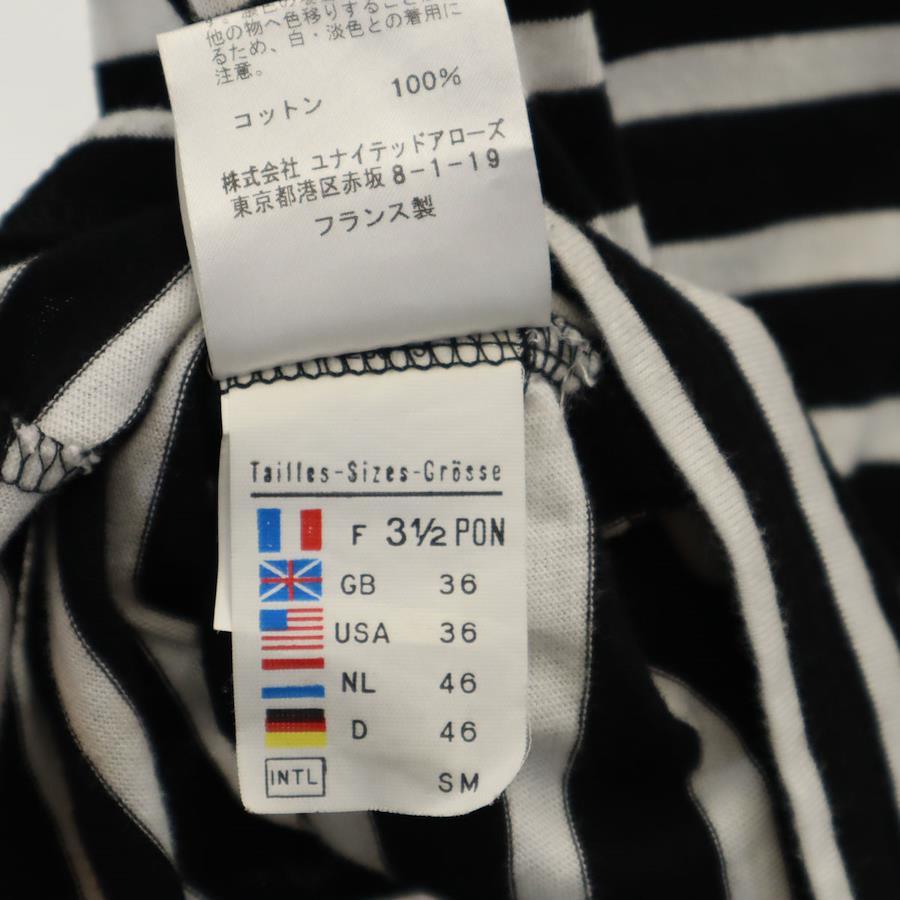 他の物へ色移りすること
るため、白・淡色との着用に
注意。
コットン 100%
株式会社 ユナイテッドアローズ
東京都港区赤坂 8-1-19
フランス製
Tailles-Sizes-Grösse
F 3½ PON
GB 36
USA 36
NL 46
D 46
INTL SM